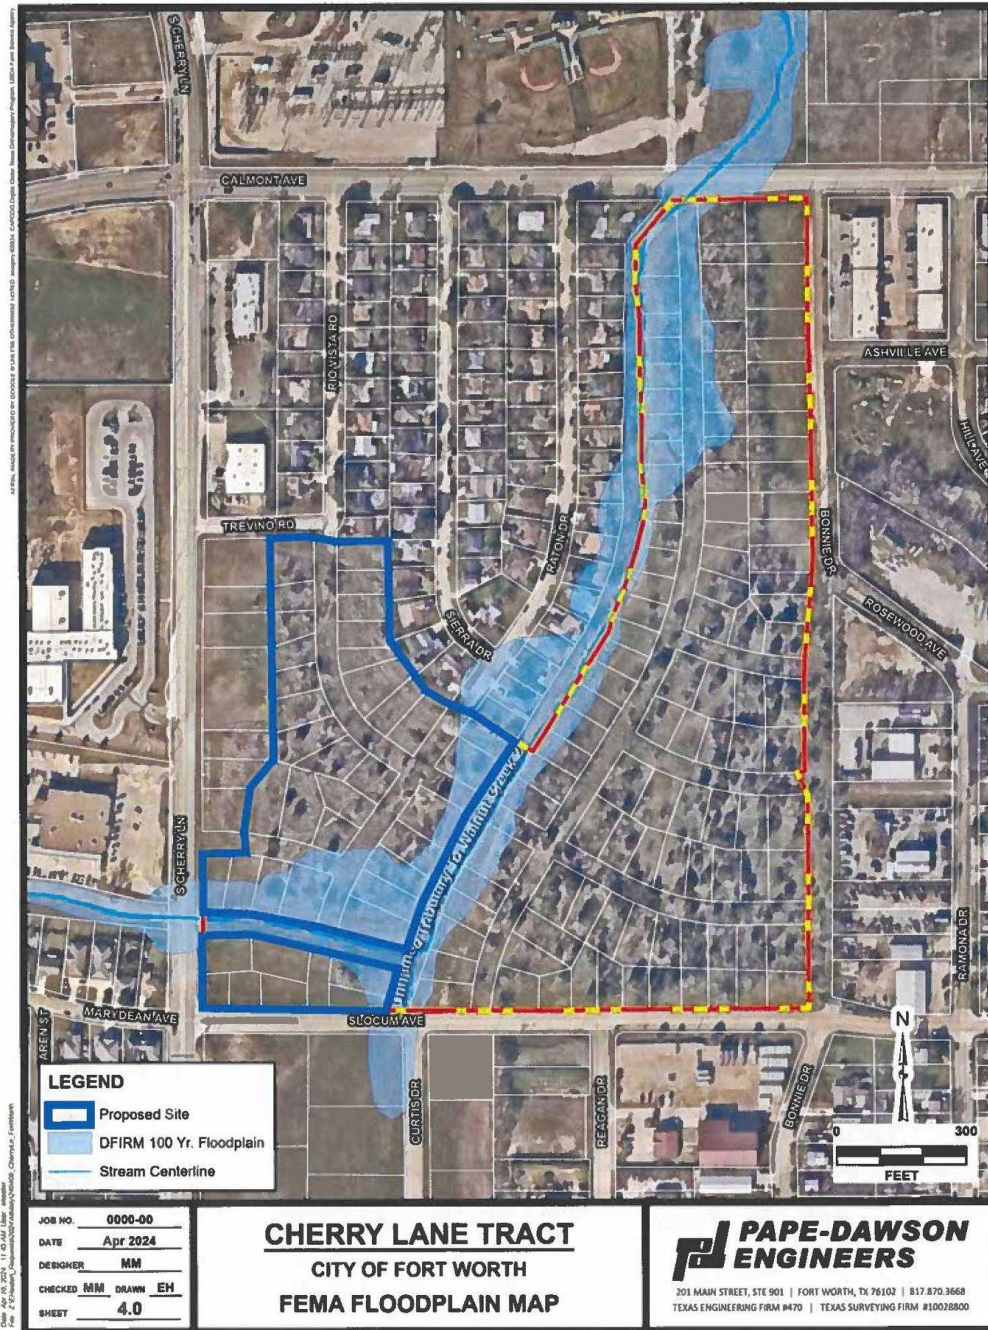 S CHERRY LN
CALMONT AVE
RIO VISTA RD
ASHVILLE AVE
HILL AVE
TREVINO RD
RATON DR
BONNIE DR
SIERRA DR
ROSEWOOD AVE
Unnamed Tributary to Walnut Creek
S CHERRY LN
RAMONA DR
MARYDEAN AVE
SLOCUM AVE
CURTIS DR
REAGAN DR
BONNIE DR
N
0 300
FEET
LEGEND
Proposed Site
DFIRM 100 Yr. Floodplain
Stream Centerline
JOB NO. 0000-00
DATE Apr 2024
DESIGNER MM
CHECKED MM DRAWN EH
SHEET 4.0
CHERRY LANE TRACT
CITY OF FORT WORTH
FEMA FLOODPLAIN MAP
PAPE-DAWSON
ENGINEERS
201 MAIN STREET, STE 901 | FORT WORTH, TX 76102 | 817.870.3668
TEXAS ENGINEERING FIRM #470 | TEXAS SURVEYING FIRM #10028800